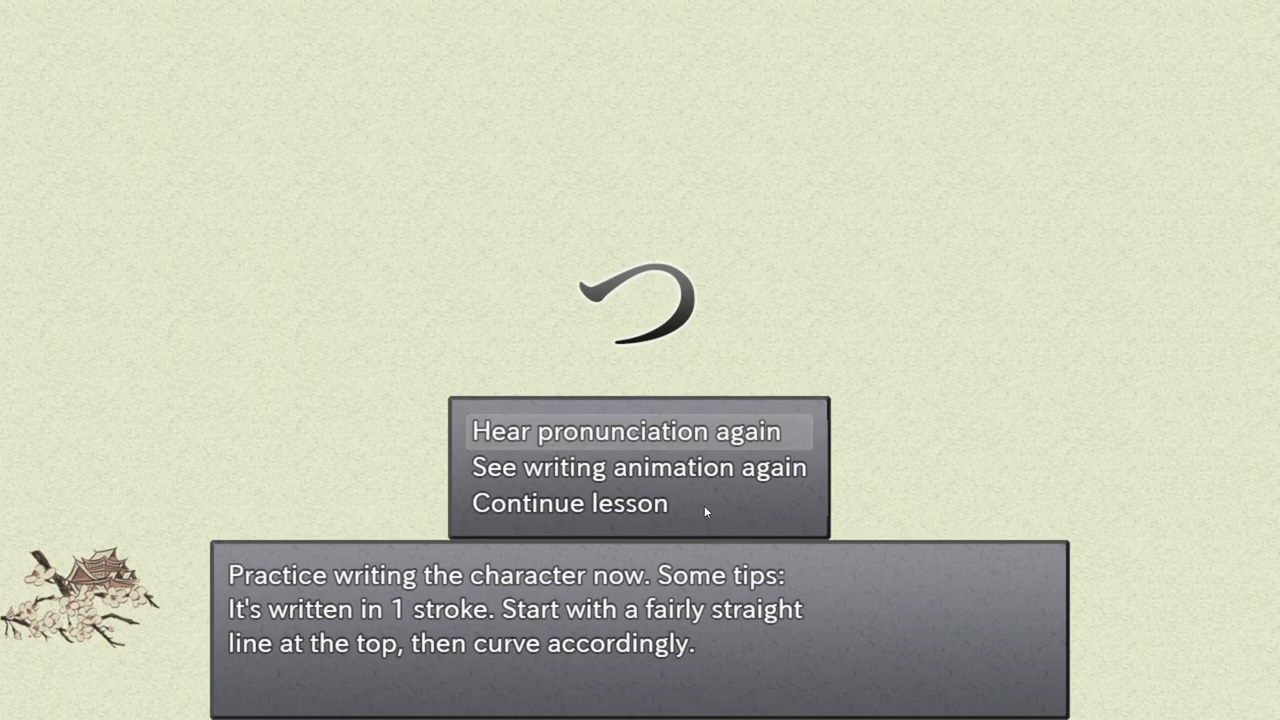 つ
Hear pronunciation again
See writing animation again
Continue lesson
Practice writing the character now. Some tips:
It's written in 1 stroke. Start with a fairly straight
line at the top, then curve accordingly.